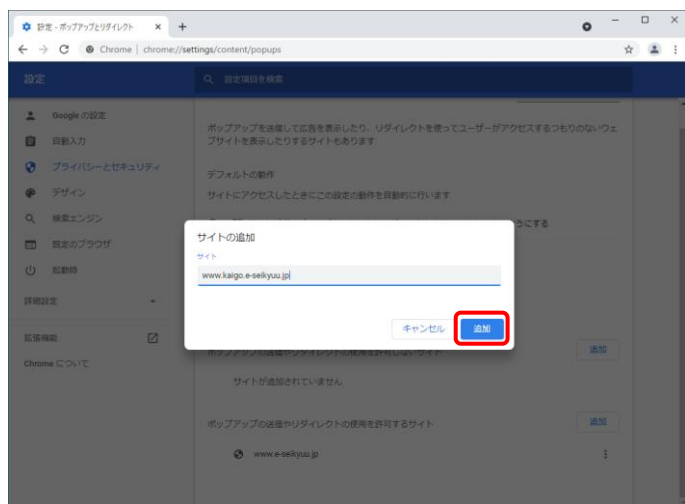 設定 - ポップアップとリダイレクト
Chrome | chrome://settings/content/popups
設定
設定項目を検索
Google の設定
自動入力
プライバシーとセキュリティ
デザイン
検索エンジン
既定のブラウザ
起動時
詳細設定
拡張機能
Chrome について
ポップアップを送信して広告を表示したり、リダイレクトを使ってユーザーがアクセスするつもりのないウェ
ブサイトを表示したりするサイトもあります
デフォルトの動作
サイトにアクセスしたときにこの設定の動作を自動的に行います
うにする
サイトの追加
サイト
www.kaigo.e-seikyuu.jp
キャンセル
追加
ポップアップの送信やリダイレクトの使用を許可しないサイト
追加
サイトが追加されていません
ポップアップの送信やリダイレクトの使用を許可するサイト
追加
www.e-seikyuu.jp